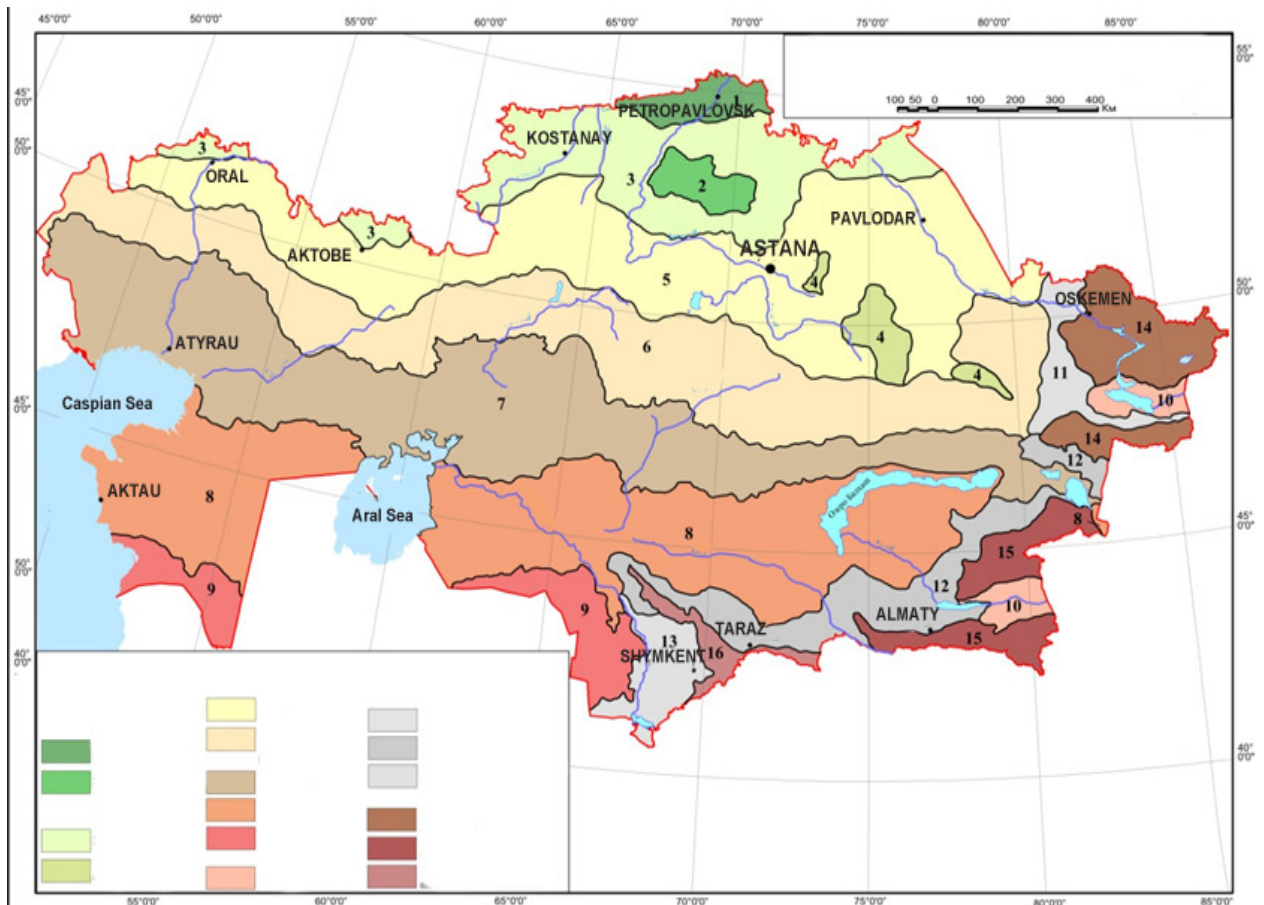 45°0'0" 50°0'0" 55°0'0" 60°0'0" 65°0'0" 70°0'0" 75°0'0" 80°0'0" 85°0'0"
55°
0'0"
45°
0'0"
50°
0'0"
100 50 0 100 200 300 400
Км
PETROPAVLOVSK
1
KOSTANAY
3
ORAL
3
2
PAVLODAR
3
AKTOBE
ASTANA
4
5
50°
0'0"
OSKEMEN
14
4
ATYRAU
6
11
4
10
Caspian Sea
7
45°
0'0"
14
12
AKTAU
8
Озеро Балхаш
Aral Sea
8
8
45°
0'0"
15
50°
0'0"
9
12
9
10
ALMATY
TARAZ
13
15
SHYMKENT
16
40°
0'0"
40°
0'0"
55°0'0" 60°0'0" 65°0'0" 70°0'0" 75°0'0" 80°0'0" 85°0'0"